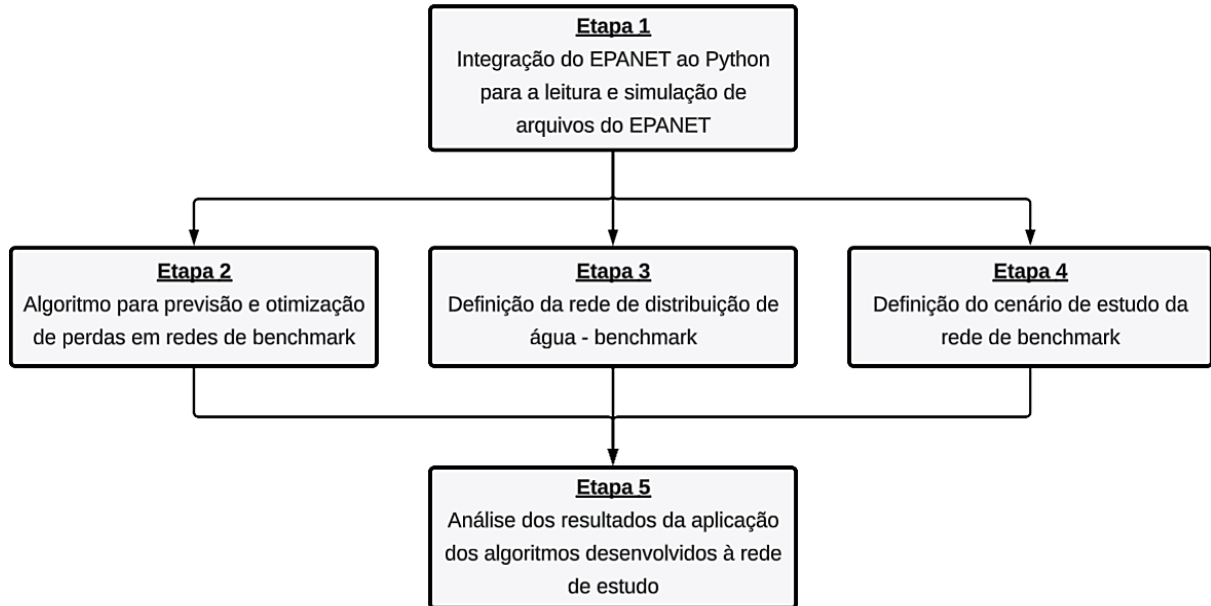 Etapa 1
Integração do EPANET ao Python
para a leitura e simulação de
arquivos do EPANET
Etapa 2
Algoritmo para previsão e otimização
de perdas em redes de benchmark
Etapa 3
Definição da rede de distribuição de
água - benchmark
Etapa 4
Definição do cenário de estudo da
rede de benchmark
Etapa 5
Análise dos resultados da aplicação
dos algoritmos desenvolvidos à rede
de estudo